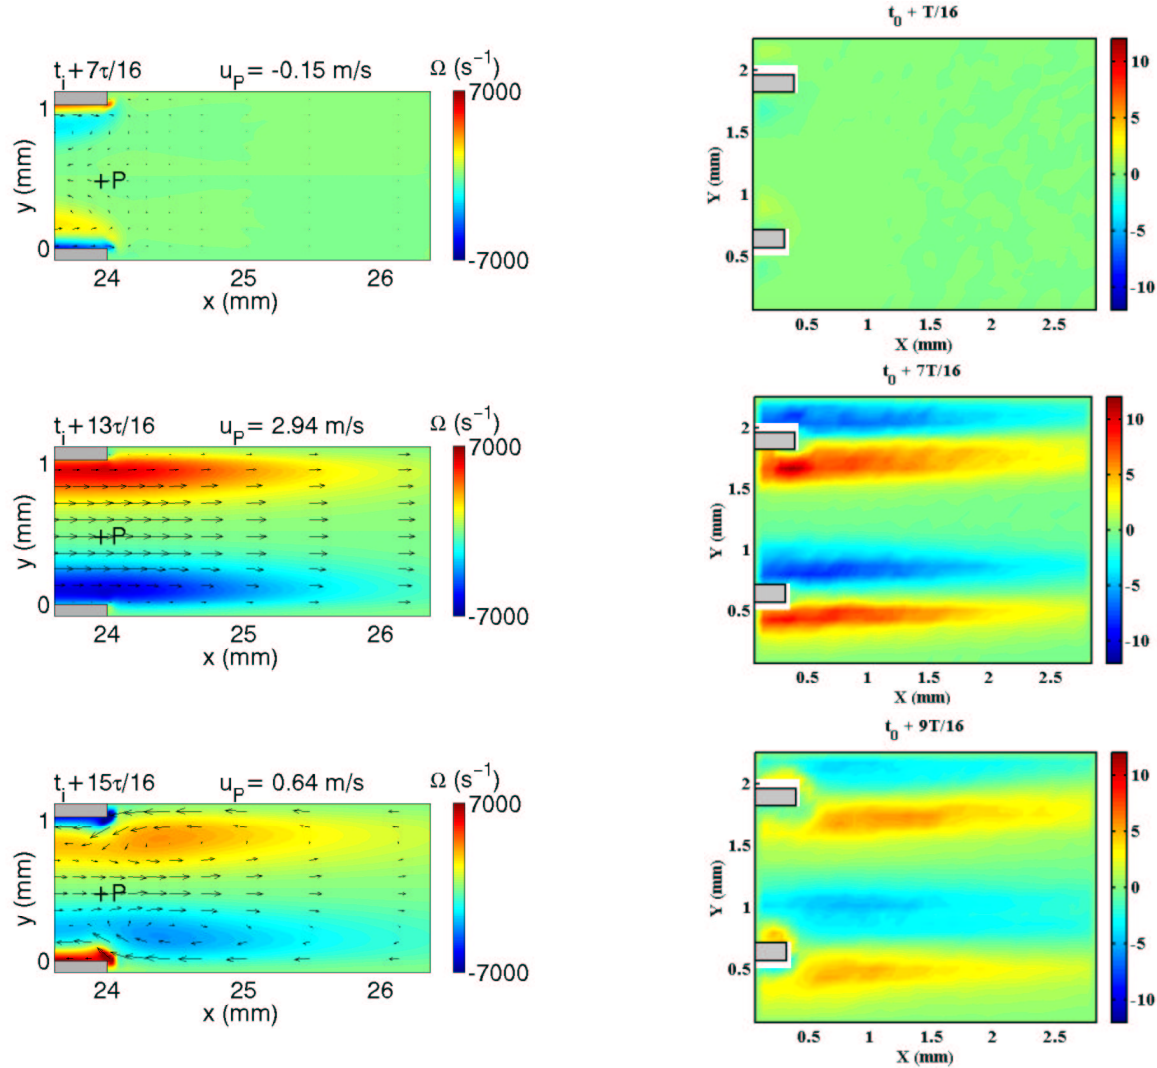 t_i+7τ/16 u_P= -0.15 m/s Ω (s⁻¹)
7000
1
+P
0
-7000
24 25 26
x (mm)
y (mm)
t_0 + T/16
2
1.5
1
0.5
0.5 1 1.5 2 2.5
X (mm)
Y (mm)
10
5
0
-5
-10
t_i+13τ/16 u_P= 2.94 m/s Ω (s⁻¹)
7000
1
+P
0
-7000
24 25 26
x (mm)
y (mm)
t_0 + 7T/16
2
1.5
1
0.5
0.5 1 1.5 2 2.5
X (mm)
Y (mm)
10
5
0
-5
-10
t_i+15τ/16 u_P= 0.64 m/s Ω (s⁻¹)
7000
1
+P
0
-7000
24 25 26
x (mm)
y (mm)
t_0 + 9T/16
2
1.5
1
0.5
0.5 1 1.5 2 2.5
X (mm)
Y (mm)
10
5
0
-5
-10